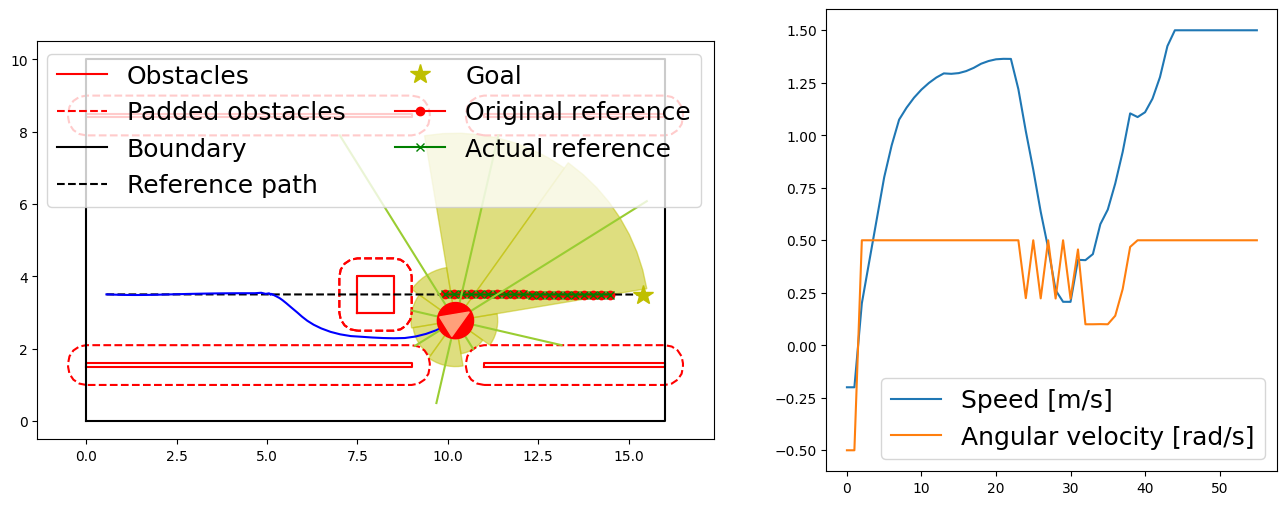 Obstacles
Padded obstacles
Boundary
Reference path
Goal
Original reference
Actual reference
10
8
6
4
2
0
0.0 2.5 5.0 7.5 10.0 12.5 15.0
1.50
1.25
1.00
0.75
0.50
0.25
0.00
−0.25
−0.50
Speed [m/s]
Angular velocity [rad/s]
0 10 20 30 40 50